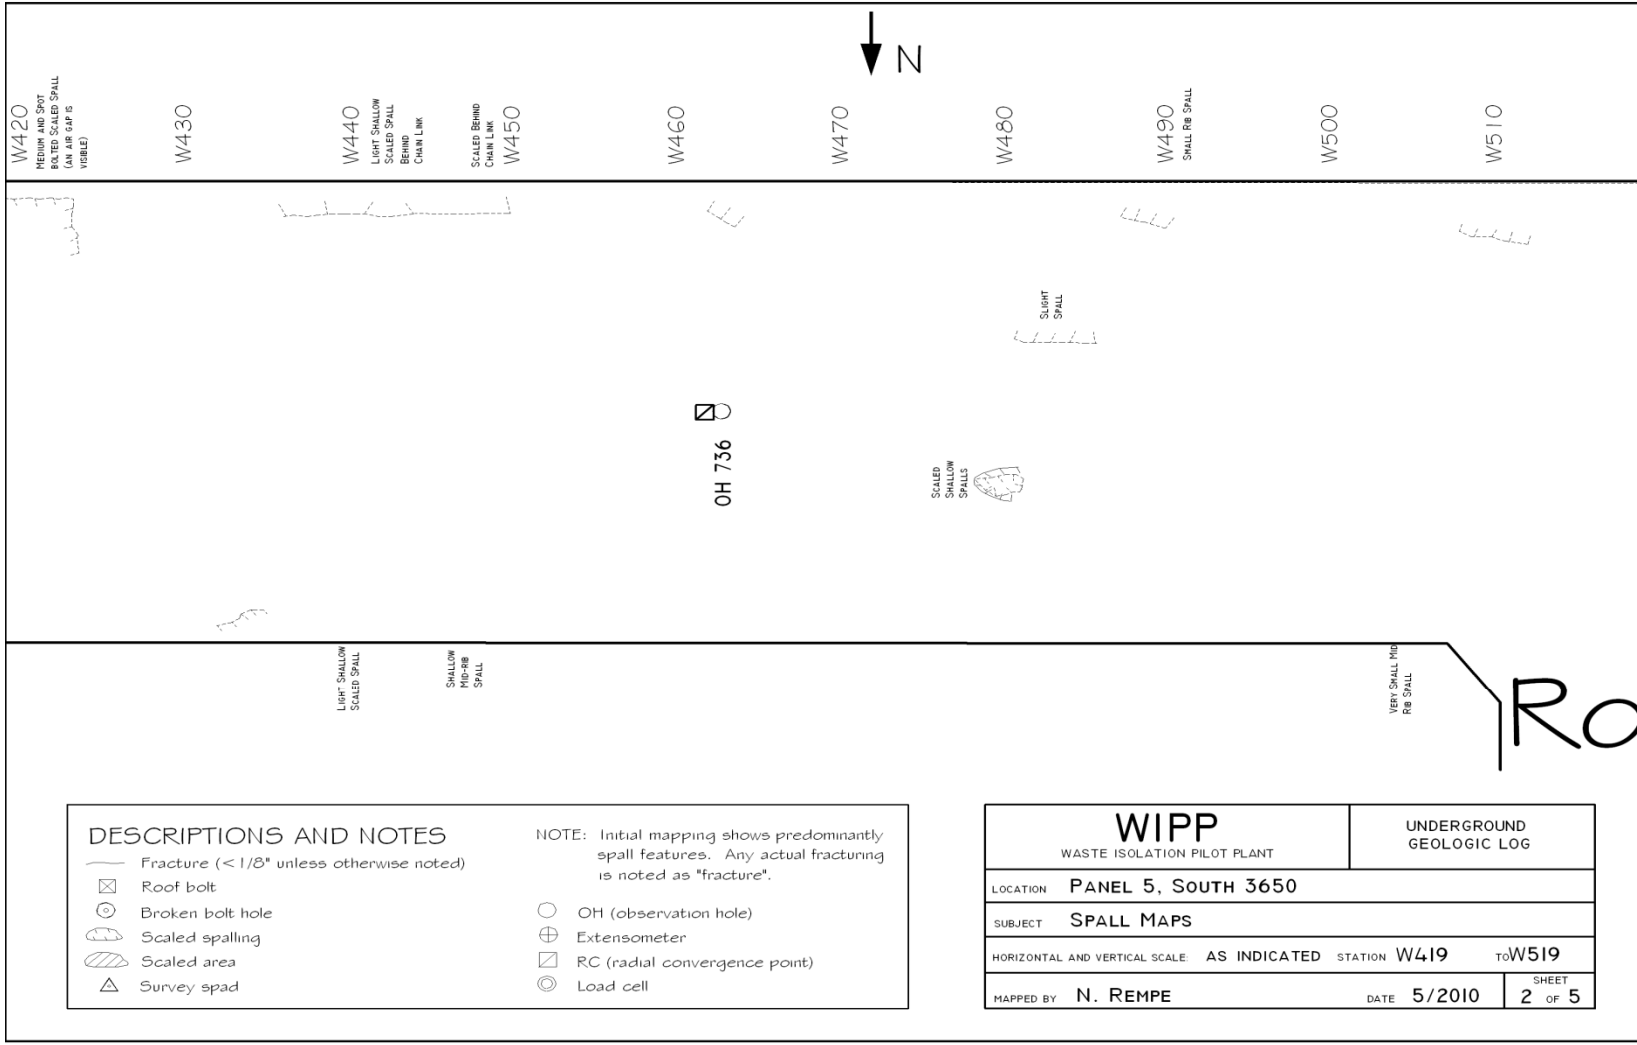 N
W420
MEDIUM AND SPOT
BOLTED SCALED SPALL
(AN AIR GAP IS
VISIBLE)
W430
W440
LIGHT SHALLOW
SCALED SPALL
BEHIND
CHAIN LINK
SCALED BEHIND
CHAIN LINK
W450
W460
W470
W480
W490
SMALL RIB SPALL
W500
W510
SLIGHT
SPALL
OH 736
SCALED
SHALLOW
SPALLS
LIGHT SHALLOW
SCALED SPALL
SHALLOW
MID-RIB
SPALL
VERY SMALL MID
RIB SPALL
Ro
DESCRIPTIONS AND NOTES
Fracture (<1/8" unless otherwise noted)
Roof bolt
Broken bolt hole
Scaled spalling
Scaled area
Survey spad
NOTE: Initial mapping shows predominantly
spall features. Any actual fracturing
is noted as "fracture".
OH (observation hole)
Extensometer
RC (radial convergence point)
Load cell
WIPP
WASTE ISOLATION PILOT PLANT
UNDERGROUND
GEOLOGIC LOG
LOCATION PANEL 5, SOUTH 3650
SUBJECT SPALL MAPS
HORIZONTAL AND VERTICAL SCALE: AS INDICATED STATION W419 TO W519
MAPPED BY N. REMPE DATE 5/2010 SHEET
2 OF 5